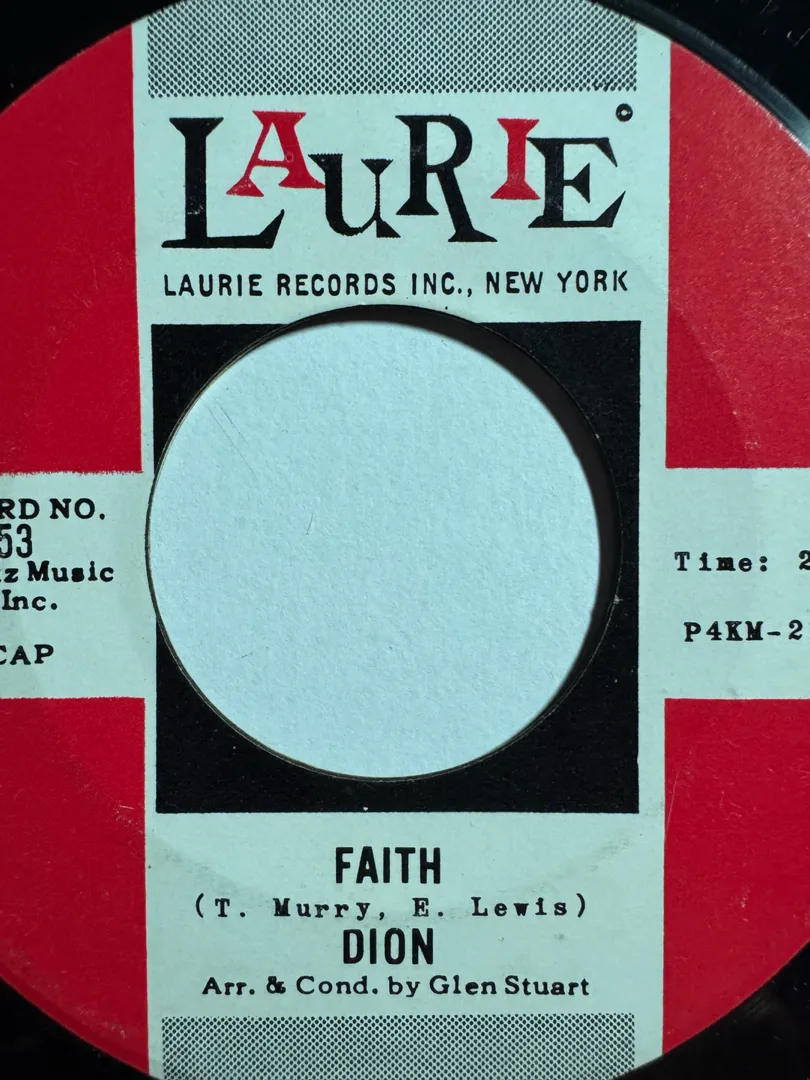 LAURIE
LAURIE RECORDS INC., NEW YORK
RD NO.
53
z Music
Inc.
CAP
Time: 2
P4KM-2
FAITH
(T. Murry, E. Lewis)
DION
Arr. & Cond. by Glen Stuart